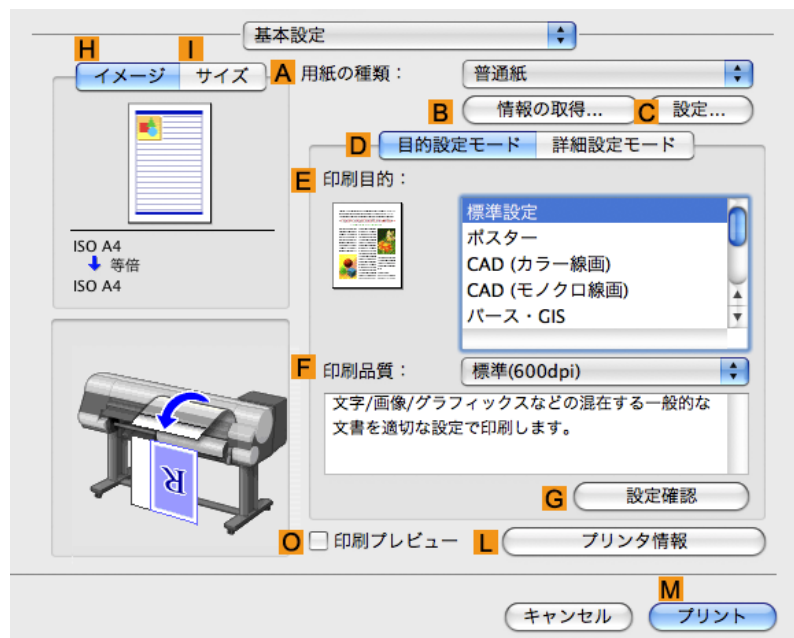 基本設定
H I
イメージ サイズ
A 用紙の種類： 普通紙
B 情報の取得... C 設定...
D 目的設定モード 詳細設定モード
E 印刷目的：
標準設定
ポスター
CAD (カラー線画)
CAD (モノクロ線画)
パース・GIS
ISO A4
等倍
ISO A4
F 印刷品質： 標準(600dpi)
文字/画像/グラフィックスなどの混在する一般的な
文書を適切な設定で印刷します。
R
G 設定確認
O 印刷プレビュー L プリンタ情報
M
キャンセル プリント